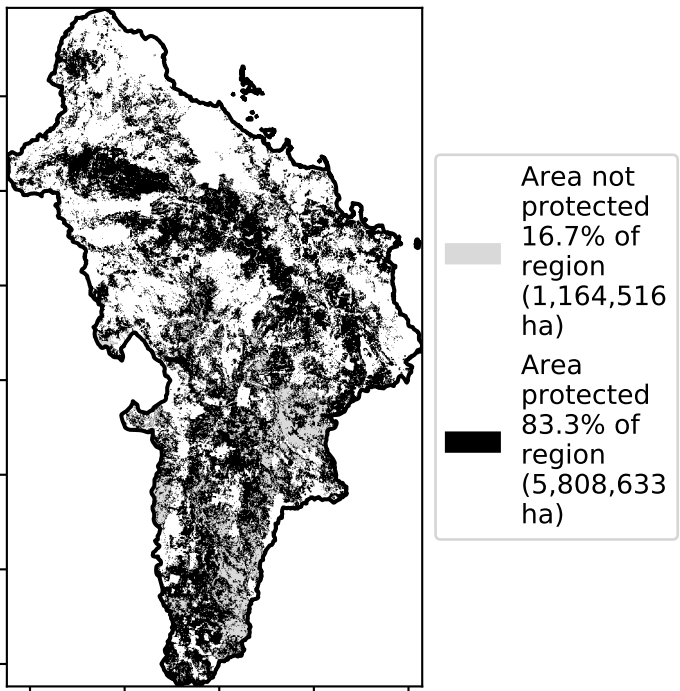 Area not
protected
16.7% of
region
(1,164,516
ha)
Area
protected
83.3% of
region
(5,808,633
ha)